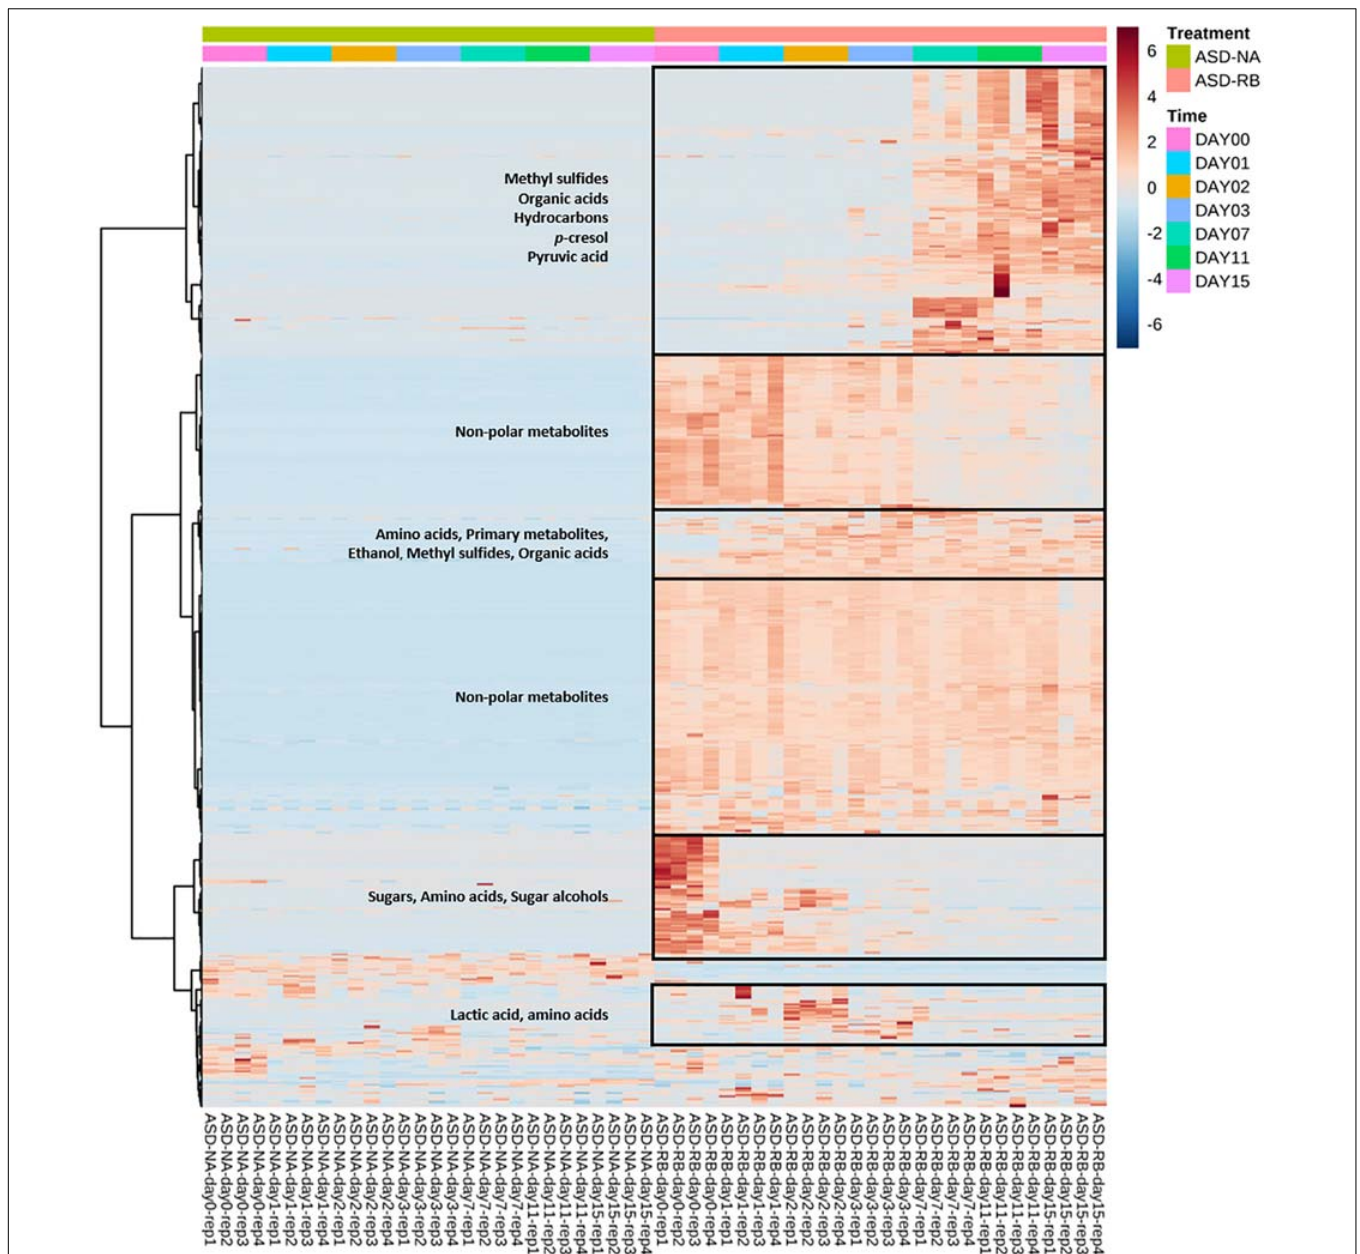 Treatment
ASD-NA
ASD-RB
Time
DAY00
DAY01
DAY02
DAY03
DAY07
DAY11
DAY15
6
4
2
0
-2
-4
-6
Methyl sulfides
Organic acids
Hydrocarbons
p-cresol
Pyruvic acid
Non-polar metabolites
Amino acids, Primary metabolites,
Ethanol, Methyl sulfides, Organic acids
Non-polar metabolites
Sugars, Amino acids, Sugar alcohols
Lactic acid, amino acids
ASD-NA-day0-rep1
ASD-NA-day0-rep2
ASD-NA-day0-rep3
ASD-NA-day0-rep4
ASD-NA-day1-rep1
ASD-NA-day1-rep2
ASD-NA-day1-rep3
ASD-NA-day1-rep4
ASD-NA-day2-rep1
ASD-NA-day2-rep2
ASD-NA-day2-rep3
ASD-NA-day2-rep4
ASD-NA-day3-rep1
ASD-NA-day3-rep2
ASD-NA-day3-rep3
ASD-NA-day3-rep4
ASD-NA-day7-rep1
ASD-NA-day7-rep2
ASD-NA-day7-rep3
ASD-NA-day7-rep4
ASD-NA-day11-rep1
ASD-NA-day11-rep2
ASD-NA-day11-rep3
ASD-NA-day11-rep4
ASD-NA-day15-rep1
ASD-NA-day15-rep2
ASD-NA-day15-rep3
ASD-NA-day15-rep4
ASD-RB-day0-rep1
ASD-RB-day0-rep2
ASD-RB-day0-rep3
ASD-RB-day0-rep4
ASD-RB-day1-rep1
ASD-RB-day1-rep2
ASD-RB-day1-rep3
ASD-RB-day1-rep4
ASD-RB-day2-rep1
ASD-RB-day2-rep2
ASD-RB-day2-rep3
ASD-RB-day2-rep4
ASD-RB-day3-rep1
ASD-RB-day3-rep2
ASD-RB-day3-rep3
ASD-RB-day3-rep4
ASD-RB-day7-rep1
ASD-RB-day7-rep2
ASD-RB-day7-rep3
ASD-RB-day7-rep4
ASD-RB-day11-rep1
ASD-RB-day11-rep2
ASD-RB-day11-rep3
ASD-RB-day11-rep4
ASD-RB-day15-rep1
ASD-RB-day15-rep2
ASD-RB-day15-rep3
ASD-RB-day15-rep4